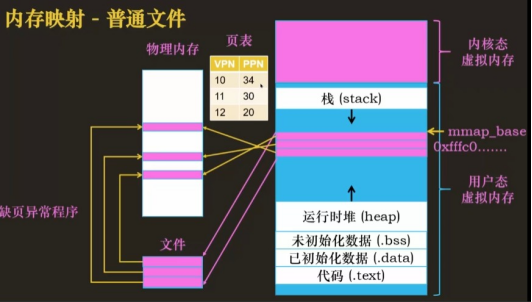 内存映射 - 普通文件
物理内存
页表
VPN PPN
10 34
11 30
12 20
内核态
虚拟内存
栈 (stack)
mmap_base
0xfffc0.......
用户态
虚拟内存
缺页异常程序
运行时堆 (heap)
文件
未初始化数据 (.bss)
已初始化数据 (.data)
代码 (.text)